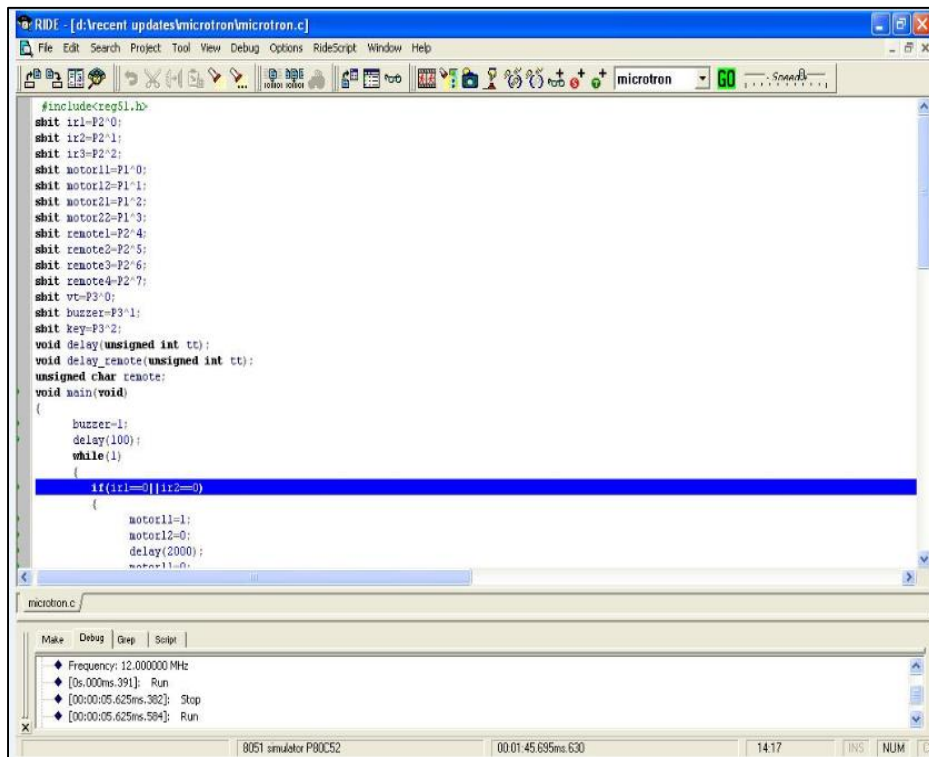 RIDE - [d:\recent updates\microtron\microtron.c]
File Edit Search Project Tool View Debug Options RideScript Window Help
microtron GO Speed
#include<reg51.h>
sbit ir1=P2^0;
sbit ir2=P2^1;
sbit ir3=P2^2;
sbit motor11=P1^0;
sbit motor12=P1^1;
sbit motor21=P1^2;
sbit motor22=P1^3;
sbit remote1=P2^4;
sbit remote2=P2^5;
sbit remote3=P2^6;
sbit remote4=P2^7;
sbit vt=P3^0;
sbit buzzer=P3^1;
sbit key=P3^2;
void delay(unsigned int tt);
void delay_remote(unsigned int tt);
unsigned char remote;
void main(void)
{
buzzer=1;
delay(100);
while(1)
{
if(ir1==0||ir2==0)
{
motor11=1;
motor12=0;
delay(2000);
motor11=0;
microtron.c
Make Debug Grep Script
Frequency: 12.000000 MHz
[0s.000ms.391]: Run
[00:00:05.625ms.382]: Stop
[00:00:05.625ms.584]: Run
8051 simulator P80C52 00:01:45.695ms.630 14:17 INS NUM